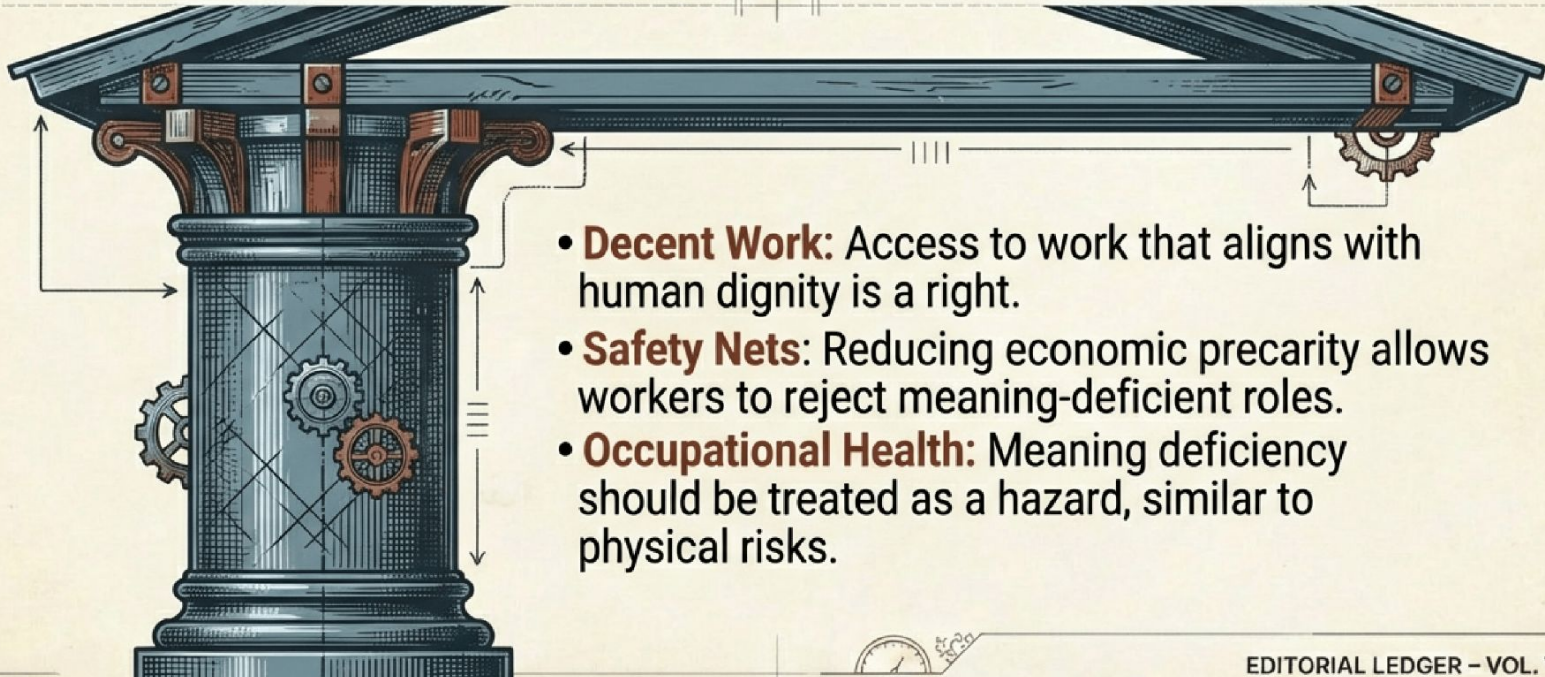 • Decent Work: Access to work that aligns with
human dignity is a right.
• Safety Nets: Reducing economic precarity allows
workers to reject meaning-deficient roles.
• Occupational Health: Meaning deficiency
should be treated as a hazard, similar to
physical risks.
EDITORIAL LEDGER – VOL.